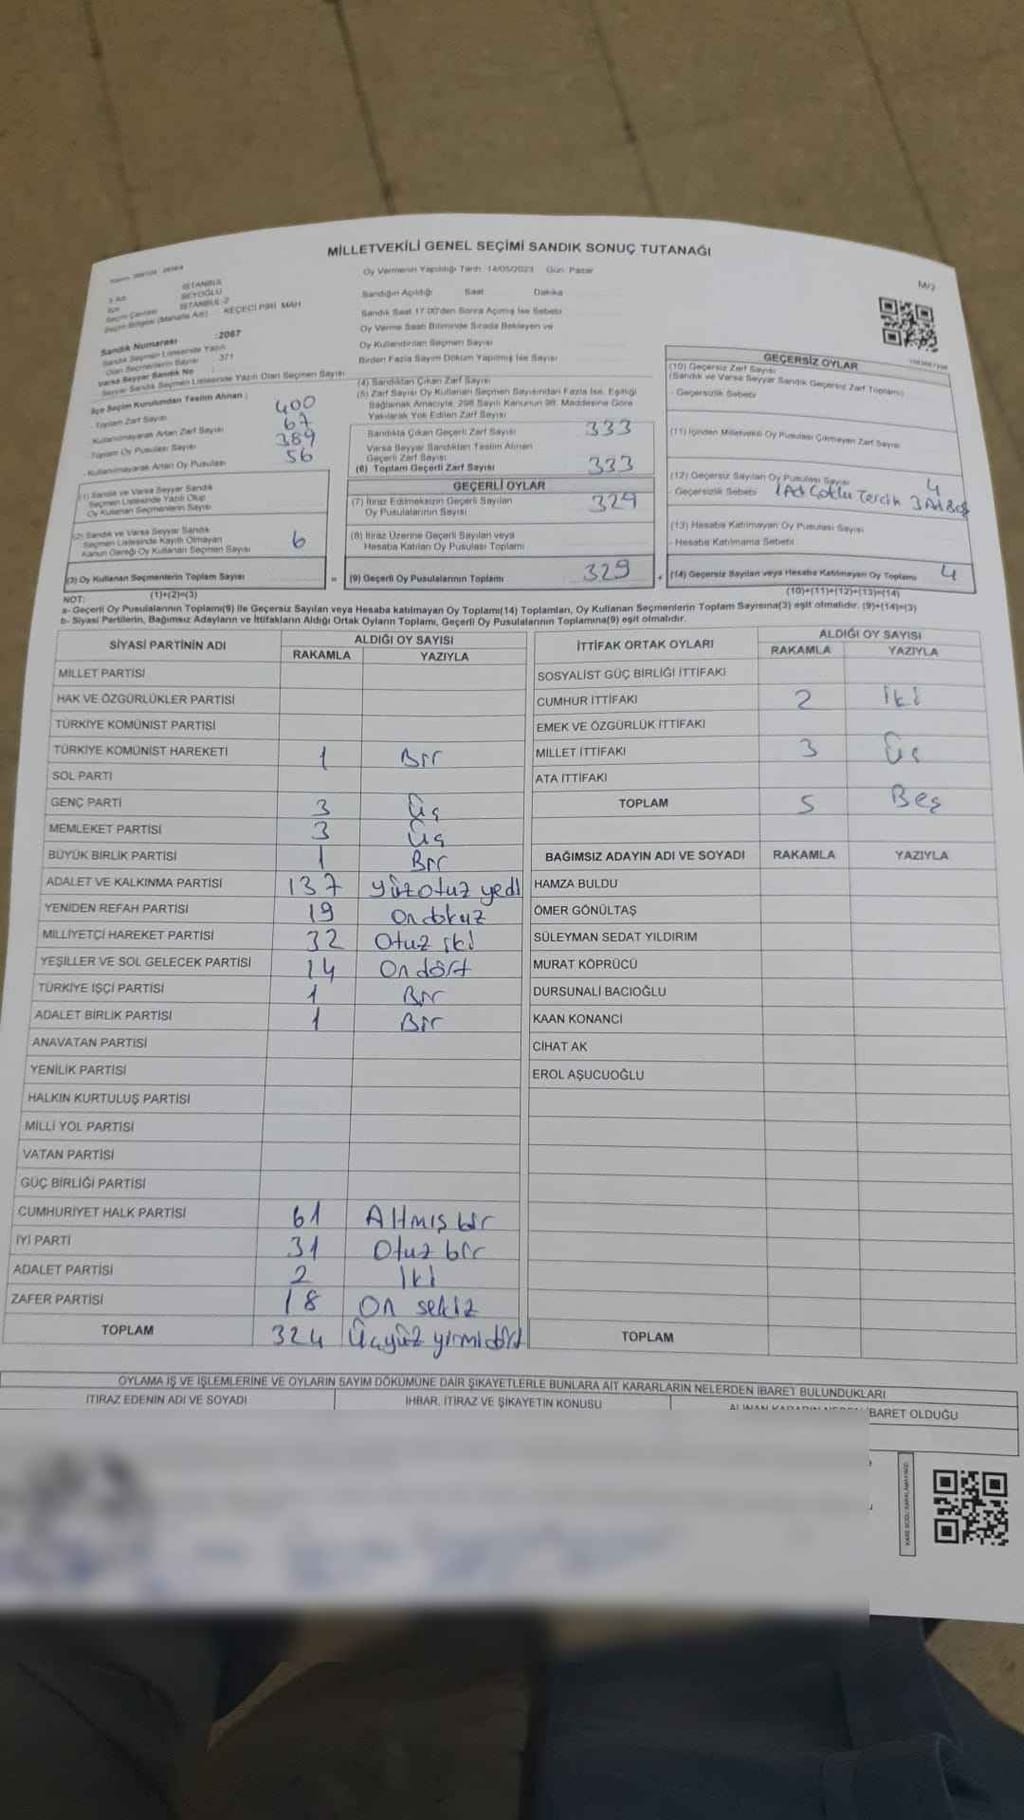 MİLLETVEKİLİ GENEL SEÇİMİ SANDIK SONUÇ TUTANAĞI
Oy Vermenin Yapıldığı Tarih 14/05/2023 Gün Pazar
M/3
İSTANBUL
BEYOĞLU
İSTANBUL-2
KEÇECİ PİRİ MAH
Sandık Numarası :2087
Sandık Seçmen Listesinde Yazılı
Olan Seçmenlerin Sayısı 371
Varsa Seyyar Sandık No
Seyyar Sandık Seçmen Listesinde Yazılı Olan Seçmen Sayısı
Sandığın Açıldığı Saat Dakika
Sandık Saat 17.00'den Sonra Açılmış İse Sebebi
Oy Verme Saati Bitiminde Sırada Bekleyen ve
Oy Kullandırılan Seçmen Sayısı
Birden Fazla Sayım Döküm Yapılmış İse Sayısı
İlçe Seçim Kurulundan Teslim Alınan :
Toplam Zarf Sayısı 400
Kullanılmayarak Artan Zarf Sayısı 67
Toplam Oy Pusulası Sayısı 389
Kullanılmayarak Artan Oy Pusulası 56
(1) Sandık ve Varsa Seyyar Sandık
Seçmen Listesinde Yazılı Olup
Oy Kullanan Seçmenlerin Sayısı
(2) Sandık ve Varsa Seyyar Sandık
Seçmen Listesinde Kayıtlı Olmayan
Kanun Gereği Oy Kullanan Seçmen Sayısı 6
(3) Oy Kullanan Seçmenlerin Toplam Sayısı
(1)+(2)=(3)
(4) Sandıktan Çıkan Zarf Sayısı
(5) Zarf Sayısı Oy Kullanan Seçmen Sayısından Fazla İse, Eşitliği
Sağlamak Amacıyla, 298 Sayılı Kanunun 98. Maddesine Göre
Yakılarak Yok Edilen Zarf Sayısı
Sandıkta Çıkan Geçerli Zarf Sayısı 333
Varsa Seyyar Sandıktan Teslim Alınan
Geçerli Zarf Sayısı
(6) Toplam Geçerli Zarf Sayısı 333
GEÇERLİ OYLAR
(7) İtiraz Edilmeksizin Geçerli Sayılan
Oy Pusulalarının Sayısı 329
(8) İtiraz Üzerine Geçerli Sayılan veya
Hesaba Katılan Oy Pusulası Toplamı
= (9) Geçerli Oy Pusulalarının Toplamı 329
GEÇERSİZ OYLAR
(10) Geçersiz Zarf Sayısı
(Sandık ve Varsa Seyyar Sandık Geçersiz Zarf Toplamı)
Geçersizlik Sebebi
(11) İçinden Milletvekili Oy Pusulası Çıkmayan Zarf Sayısı
(12) Geçersiz Sayılan Oy Pusulası Sayısı 4
Geçersizlik Sebebi 1 Ad Çoklu Tercih 3 Ad Boş
(13) Hesaba Katılmayan Oy Pusulası Sayısı
Hesaba Katılmama Sebebi
+ (14) Geçersiz Sayılan veya Hesaba Katılmayan Oy Toplamı 4
(10)+(11)+(12)+(13)=(14)
NOT:
a- Geçerli Oy Pusulalarının Toplamı(9) ile Geçersiz Sayılan veya Hesaba katılmayan Oy Toplamı(14) Toplamları, Oy Kullanan Seçmenlerin Toplam Sayısına(3) eşit olmalıdır. (9)+(14)=(3)
b- Siyasi Partilerin, Bağımsız Adayların ve İttifakların Aldığı Ortak Oyların Toplamı, Geçerli Oy Pusulalarının Toplamına(9) eşit olmalıdır.
SİYASİ PARTİNİN ADI ALDIĞI OY SAYISI
RAKAMLA YAZIYLA
MİLLET PARTİSİ
HAK VE ÖZGÜRLÜKLER PARTİSİ
TÜRKİYE KOMÜNİST PARTİSİ
TÜRKİYE KOMÜNİST HAREKETİ 1 Bir
SOL PARTİ
GENÇ PARTİ 3 Üç
MEMLEKET PARTİSİ 3 Üç
BÜYÜK BİRLİK PARTİSİ 1 Bir
ADALET VE KALKINMA PARTİSİ 137 Yüzotuz yedi
YENİDEN REFAH PARTİSİ 19 Ondokuz
MİLLİYETÇİ HAREKET PARTİSİ 32 Otuz iki
YEŞİLLER VE SOL GELECEK PARTİSİ 14 On dört
TÜRKİYE İŞÇİ PARTİSİ 1 Bir
ADALET BİRLİK PARTİSİ 1 Bir
ANAVATAN PARTİSİ
YENİLİK PARTİSİ
HALKIN KURTULUŞ PARTİSİ
MİLLİ YOL PARTİSİ
VATAN PARTİSİ
GÜÇ BİRLİĞİ PARTİSİ
CUMHURİYET HALK PARTİSİ 61 Altmış bir
İYİ PARTİ 31 Otuz bir
ADALET PARTİSİ 2 İki
ZAFER PARTİSİ 18 On sekiz
TOPLAM 324 Üçyüz yirmidört
İTTİFAK ORTAK OYLARI ALDIĞI OY SAYISI
RAKAMLA YAZIYLA
SOSYALİST GÜÇ BİRLİĞİ İTTİFAKI
CUMHUR İTTİFAKI 2 İki
EMEK VE ÖZGÜRLÜK İTTİFAKI
MİLLET İTTİFAKI 3 Üç
ATA İTTİFAKI
TOPLAM 5 Beş
BAĞIMSIZ ADAYIN ADI VE SOYADI RAKAMLA YAZIYLA
HAMZA BULDU
ÖMER GÖNÜLTAŞ
SÜLEYMAN SEDAT YILDIRIM
MURAT KÖPRÜCÜ
DURSUNALİ BACIOĞLU
KAAN KONANCI
CİHAT AK
EROL AŞUCUOĞLU
TOPLAM
OYLAMA İŞ VE İŞLEMLERİNE VE OYLARIN SAYIM DÖKÜMÜNE DAİR ŞİKAYETLERLE BUNLARA AİT KARARLARIN NELERDEN İBARET BULUNDUKLARI
İTİRAZ EDENİN ADI VE SOYADI İHBAR, İTİRAZ VE ŞİKAYETİN KONUSU İBARET OLDUĞU